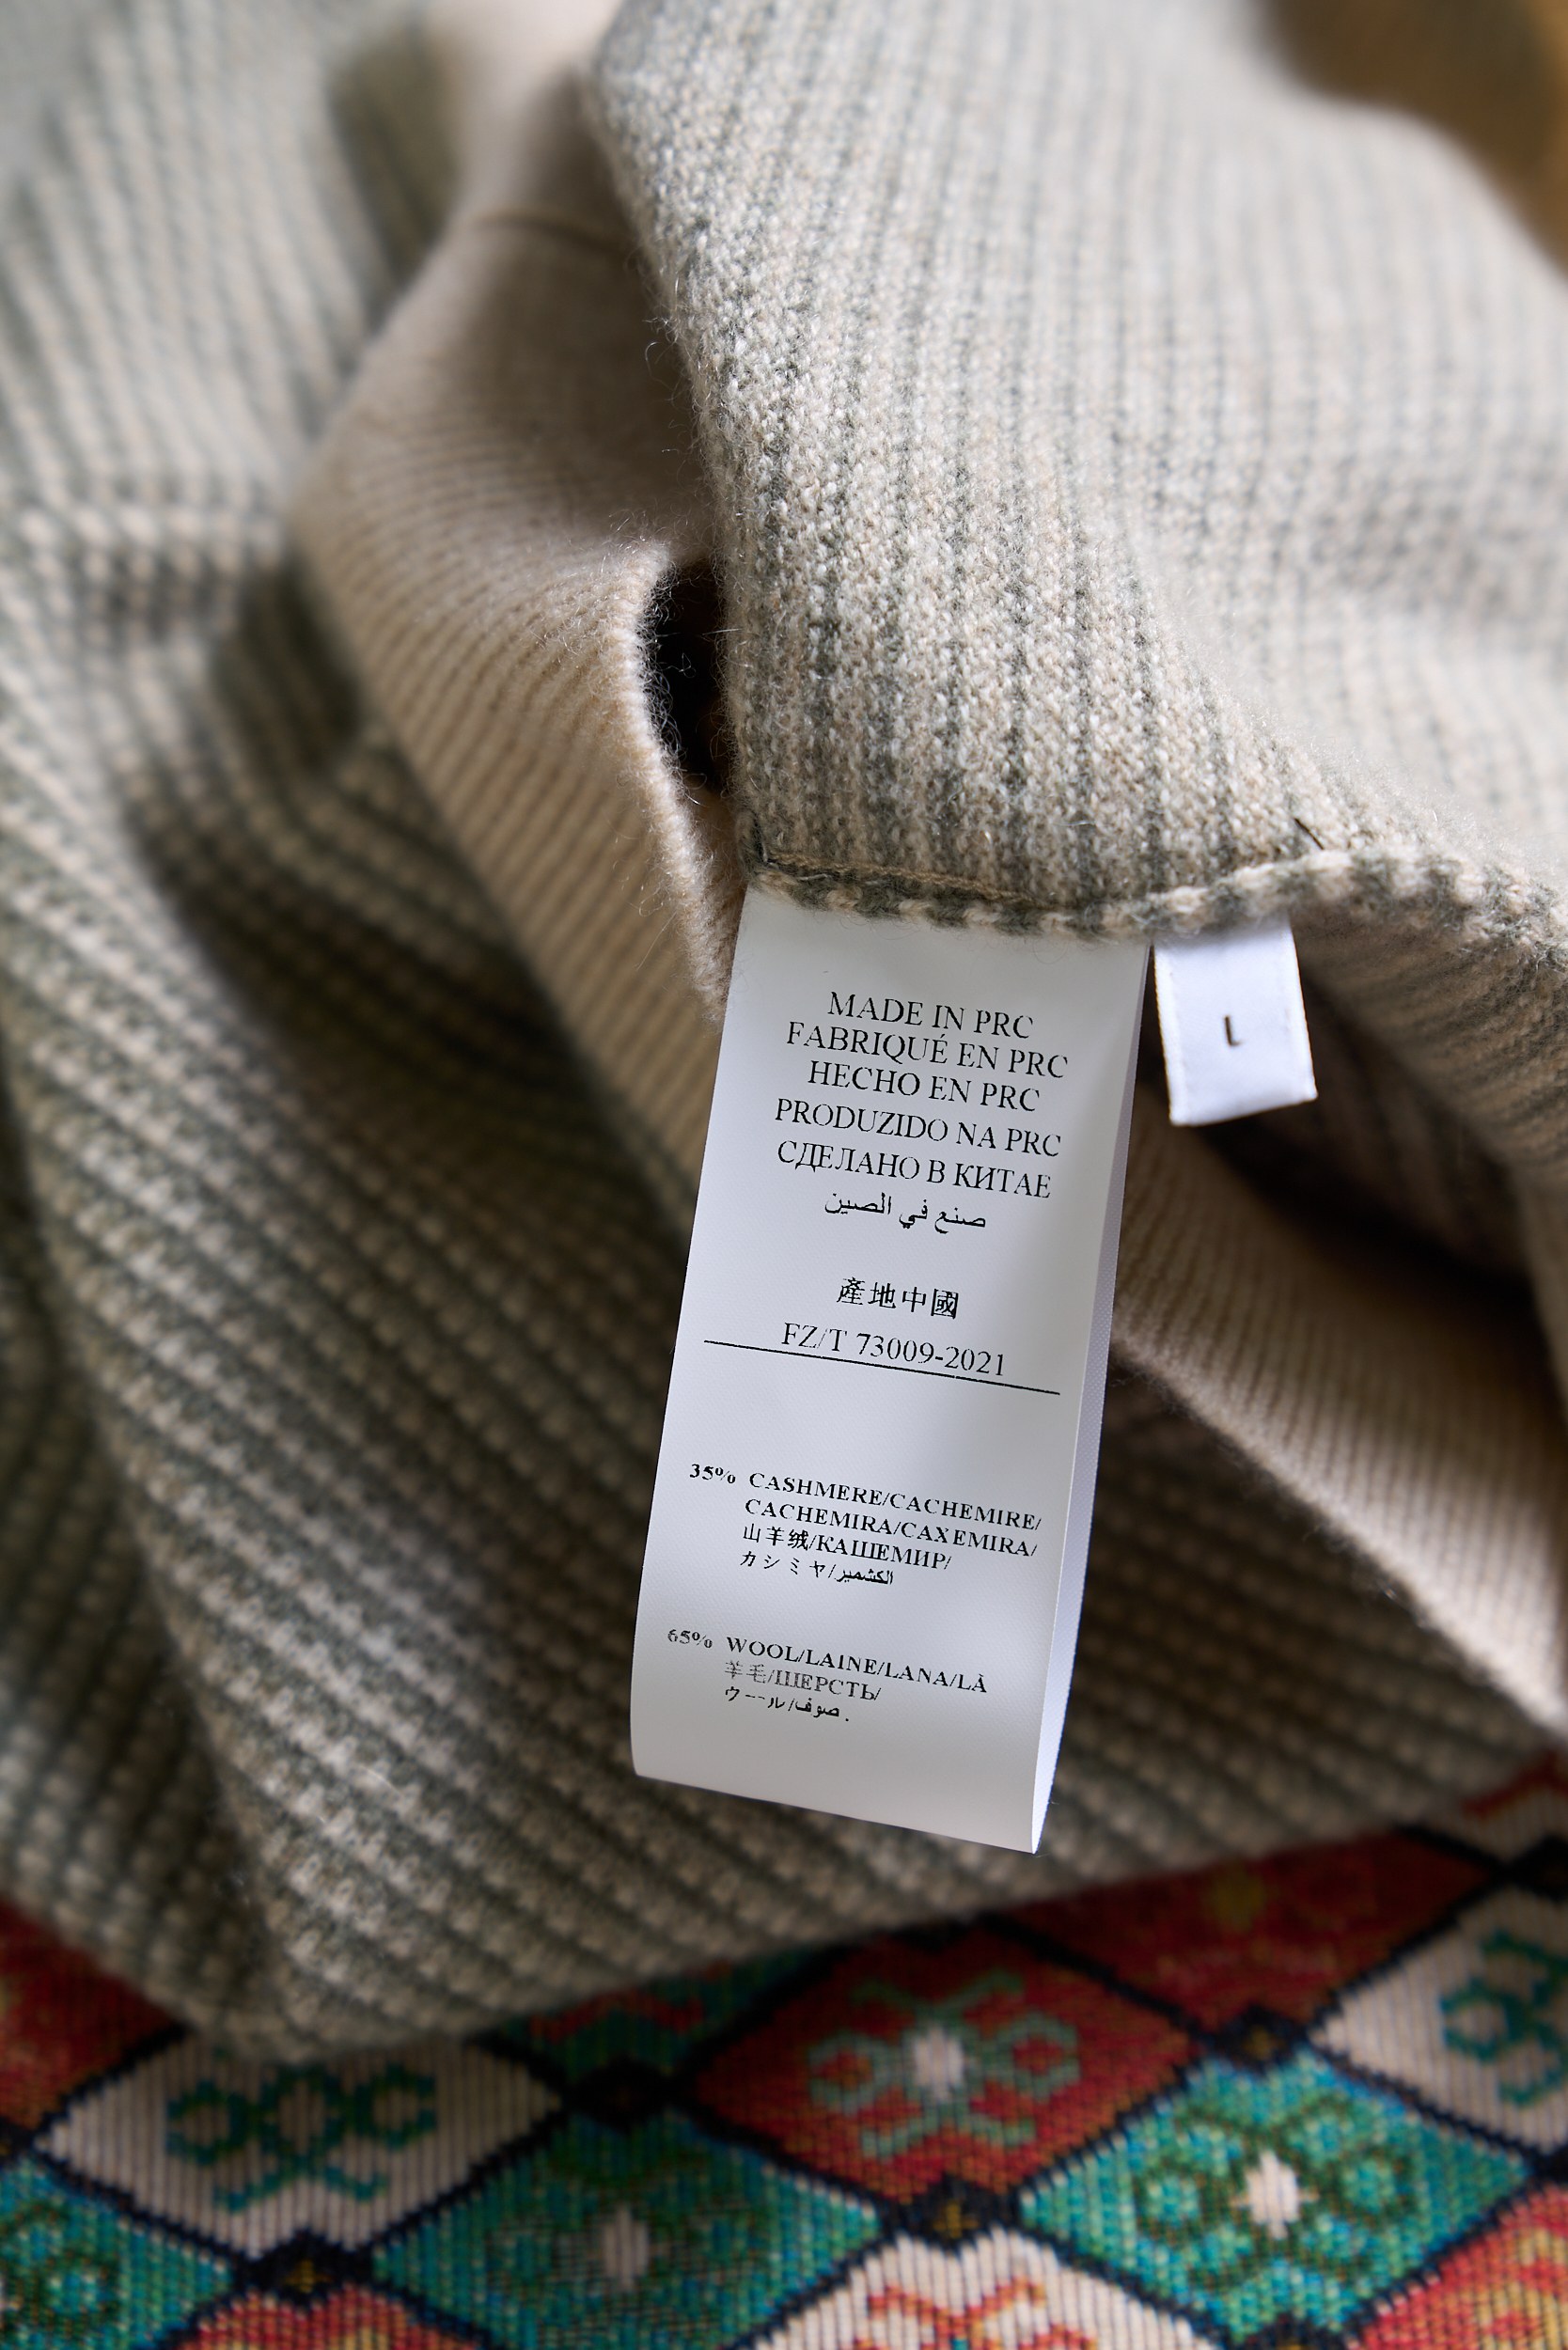 MADE IN PRC
FABRIQUÉ EN PRC
HECHO EN PRC
PRODUZIDO NA PRC
СДЕЛАНО В КИТАЕ
صنع في الصين
產地中國
FZ/T 73009-2021
35% CASHMERE/CACHEMIRE/
CACHEMIRA/CAXEMIRA/
山羊绒/КАШЕМИР/
カシミヤ/الكشمير
65% WOOL/LAINE/LANA/LÃ
羊毛/ШЕРСТЬ/
ウール/صوف.
L